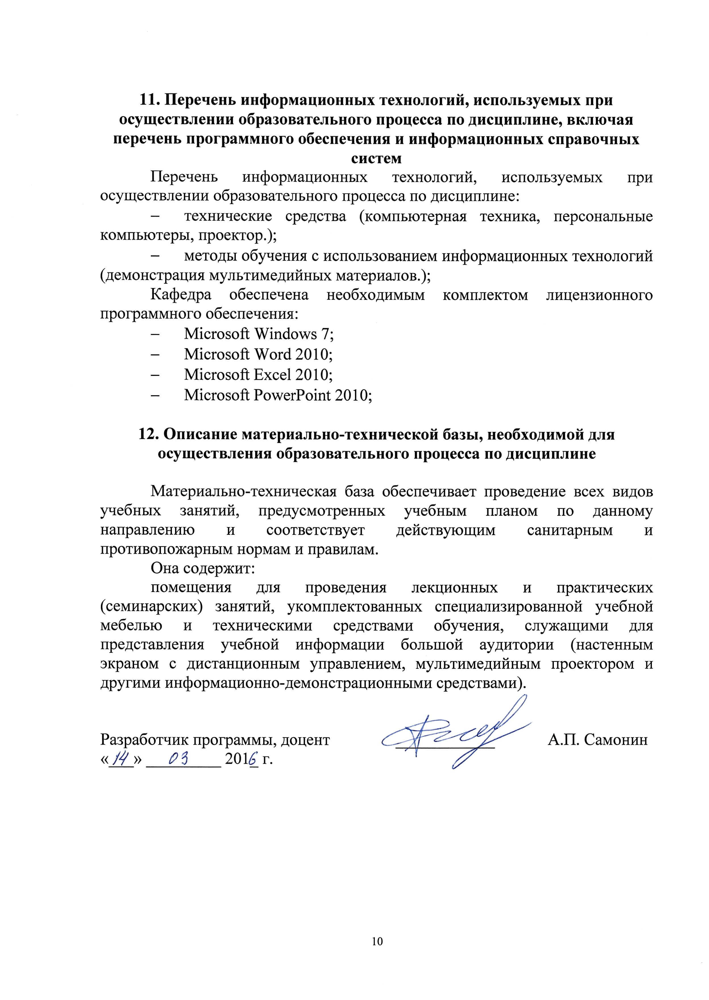 11. Перечень информационных технологий, используемых при
осуществлении образовательного процесса по дисциплине, включая
перечень программного обеспечения и информационных справочных
систем
Перечень информационных технологий, используемых при
осуществлении образовательного процесса по дисциплине:
– технические средства (компьютерная техника, персональные
компьютеры, проектор.);
– методы обучения с использованием информационных технологий
(демонстрация мультимедийных материалов.);
Кафедра обеспечена необходимым комплектом лицензионного
программного обеспечения:
– Microsoft Windows 7;
– Microsoft Word 2010;
– Microsoft Excel 2010;
– Microsoft PowerPoint 2010;
12. Описание материально-технической базы, необходимой для
осуществления образовательного процесса по дисциплине
Материально-техническая база обеспечивает проведение всех видов
учебных занятий, предусмотренных учебным планом по данному
направлению и соответствует действующим санитарным и
противопожарным нормам и правилам.
Она содержит:
помещения для проведения лекционных и практических
(семинарских) занятий, укомплектованных специализированной учебной
мебелью и техническими средствами обучения, служащими для
представления учебной информации большой аудитории (настенным
экраном с дистанционным управлением, мультимедийным проектором и
другими информационно-демонстрационными средствами).
Разработчик программы, доцент А.П. Самонин
«14» 03 2016 г.
10